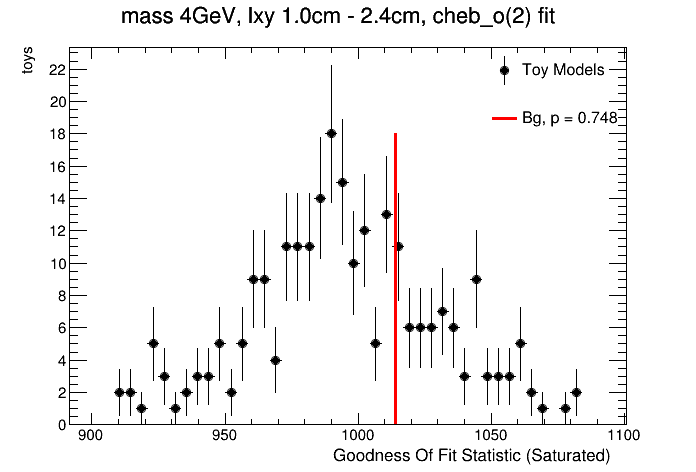 mass 4GeV, lxy 1.0cm - 2.4cm, cheb_o(2) fit
toys
22
20
18
16
14
12
10
8
6
4
2
0
Toy Models
Bg, p = 0.748
900 950 1000 1050 1100
Goodness Of Fit Statistic (Saturated)